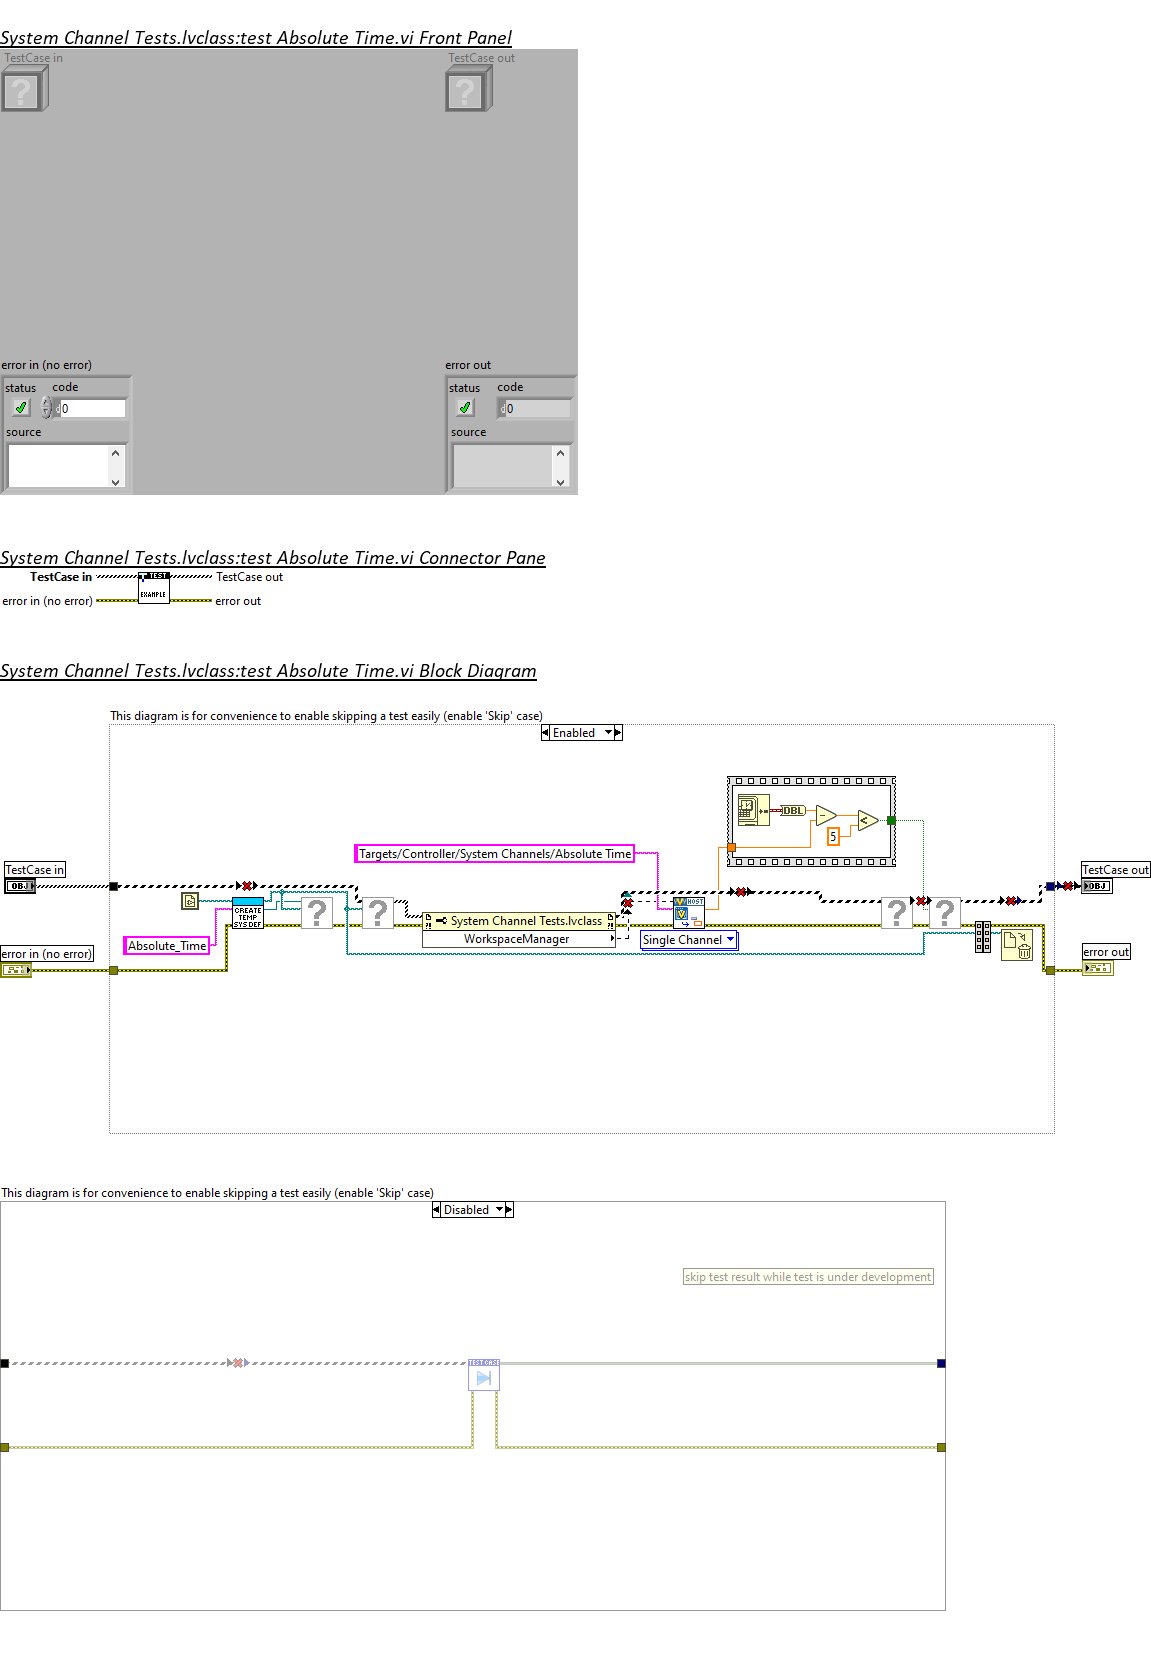 System Channel Tests.lvclass:test Absolute Time.vi Front Panel
TestCase in
TestCase out
error in (no error)
error out
status
code
0
status
code
0
source
source
System Channel Tests.lvclass:test Absolute Time.vi Connector Pane
TestCase in
TEST
TestCase out
error in (no error)
EXAMPLE
error out
System Channel Tests.lvclass:test Absolute Time.vi Block Diagram
This diagram is for convenience to enable skipping a test easily (enable 'Skip' case)
Enabled
DBL
5
Targets/Controller/System Channels/Absolute Time
TestCase in
TestCase out
OBJ
OBJ
HOST
CREATE
TEMP
SYS DEF
?
?
?
?
System Channel Tests.lvclass
WorkspaceManager
Single Channel
Absolute_Time
error in (no error)
error out
This diagram is for convenience to enable skipping a test easily (enable 'Skip' case)
Disabled
skip test result while test is under development
TEST CASE